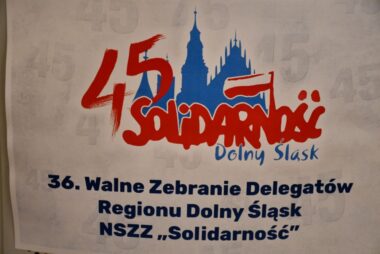 45
SOLIDARNOŚĆ
Dolny Śląsk
36. Walne Zebranie Delegatów
Regionu Dolny Śląsk
NSZZ „Solidarność”